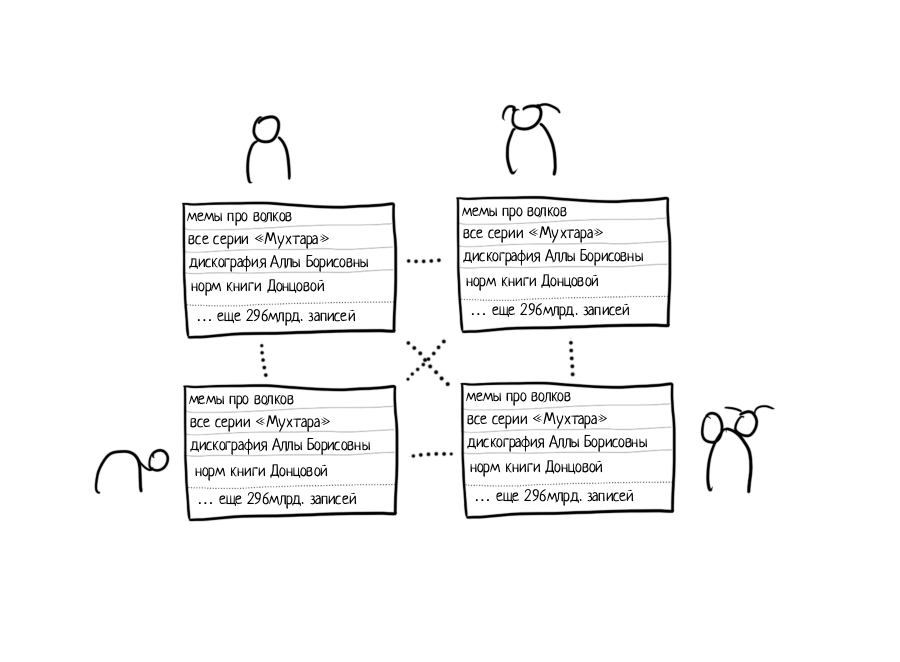 мемы про волков
все серии «Мухтара»
дискография Аллы Борисовны
норм книги Донцовой
... еще 296млрд. записей
мемы про волков
все серии «Мухтара»
дискография Аллы Борисовны
норм книги Донцовой
... еще 296млрд. записей
мемы про волков
все серии «Мухтара»
дискография Аллы Борисовны
норм книги Донцовой
... еще 296млрд. записей
мемы про волков
все серии «Мухтара»
дискография Аллы Борисовны
норм книги Донцовой
... еще 296млрд. записей